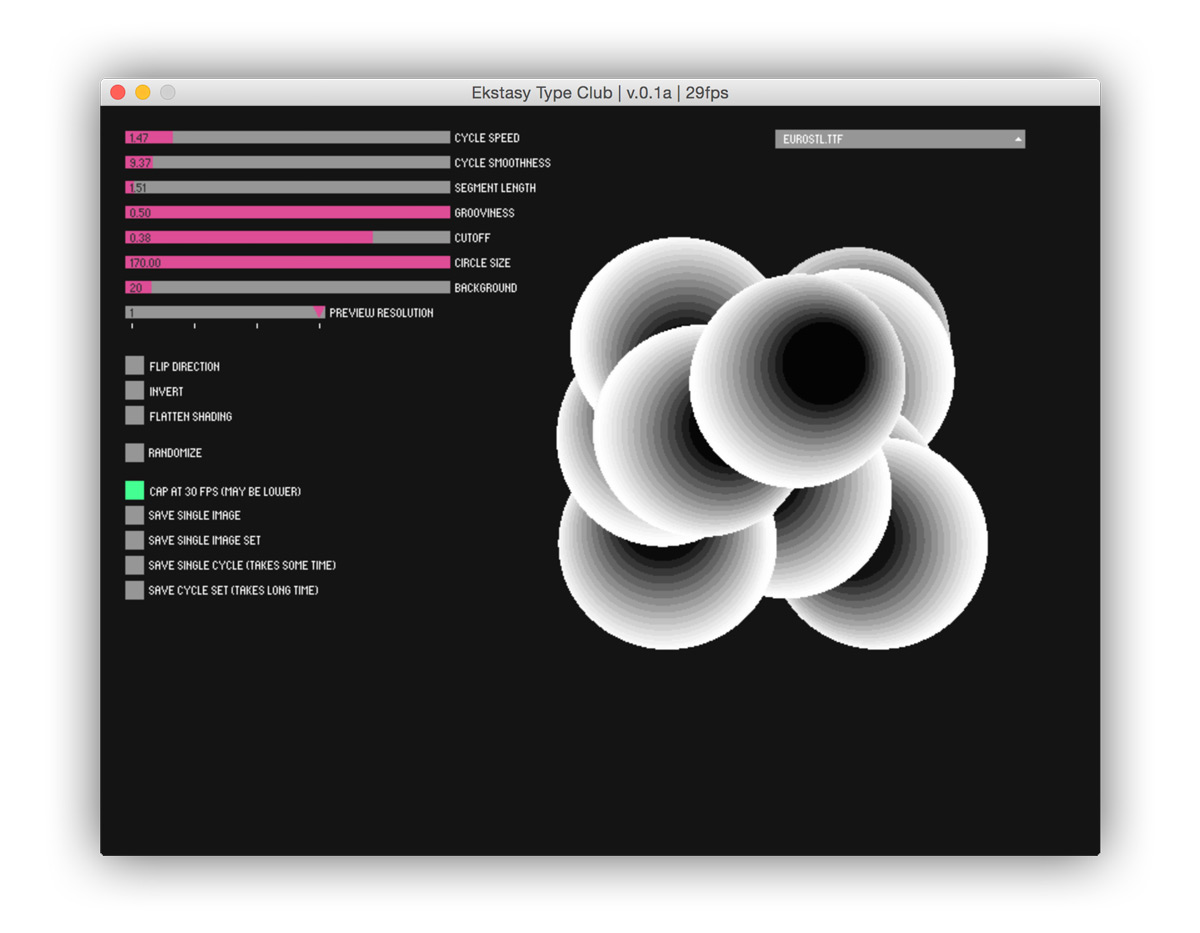 Ekstasy Type Club | v.0.1a | 29fps
1.47 CYCLE SPEED
EUROSTL.TTF
9.37 CYCLE SMOOTHNESS
1.51 SEGMENT LENGTH
0.50 GROOVINESS
0.38 CUTOFF
170.00 CIRCLE SIZE
20 BACKGROUND
1 PREVIEW RESOLUTION
FLIP DIRECTION
INVERT
FLATTEN SHADING
RANDOMIZE
CAP AT 30 FPS (MAY BE LOWER)
SAVE SINGLE IMAGE
SAVE SINGLE IMAGE SET
SAVE SINGLE CYCLE (TAKES SOME TIME)
SAVE CYCLE SET (TAKES LONG TIME)